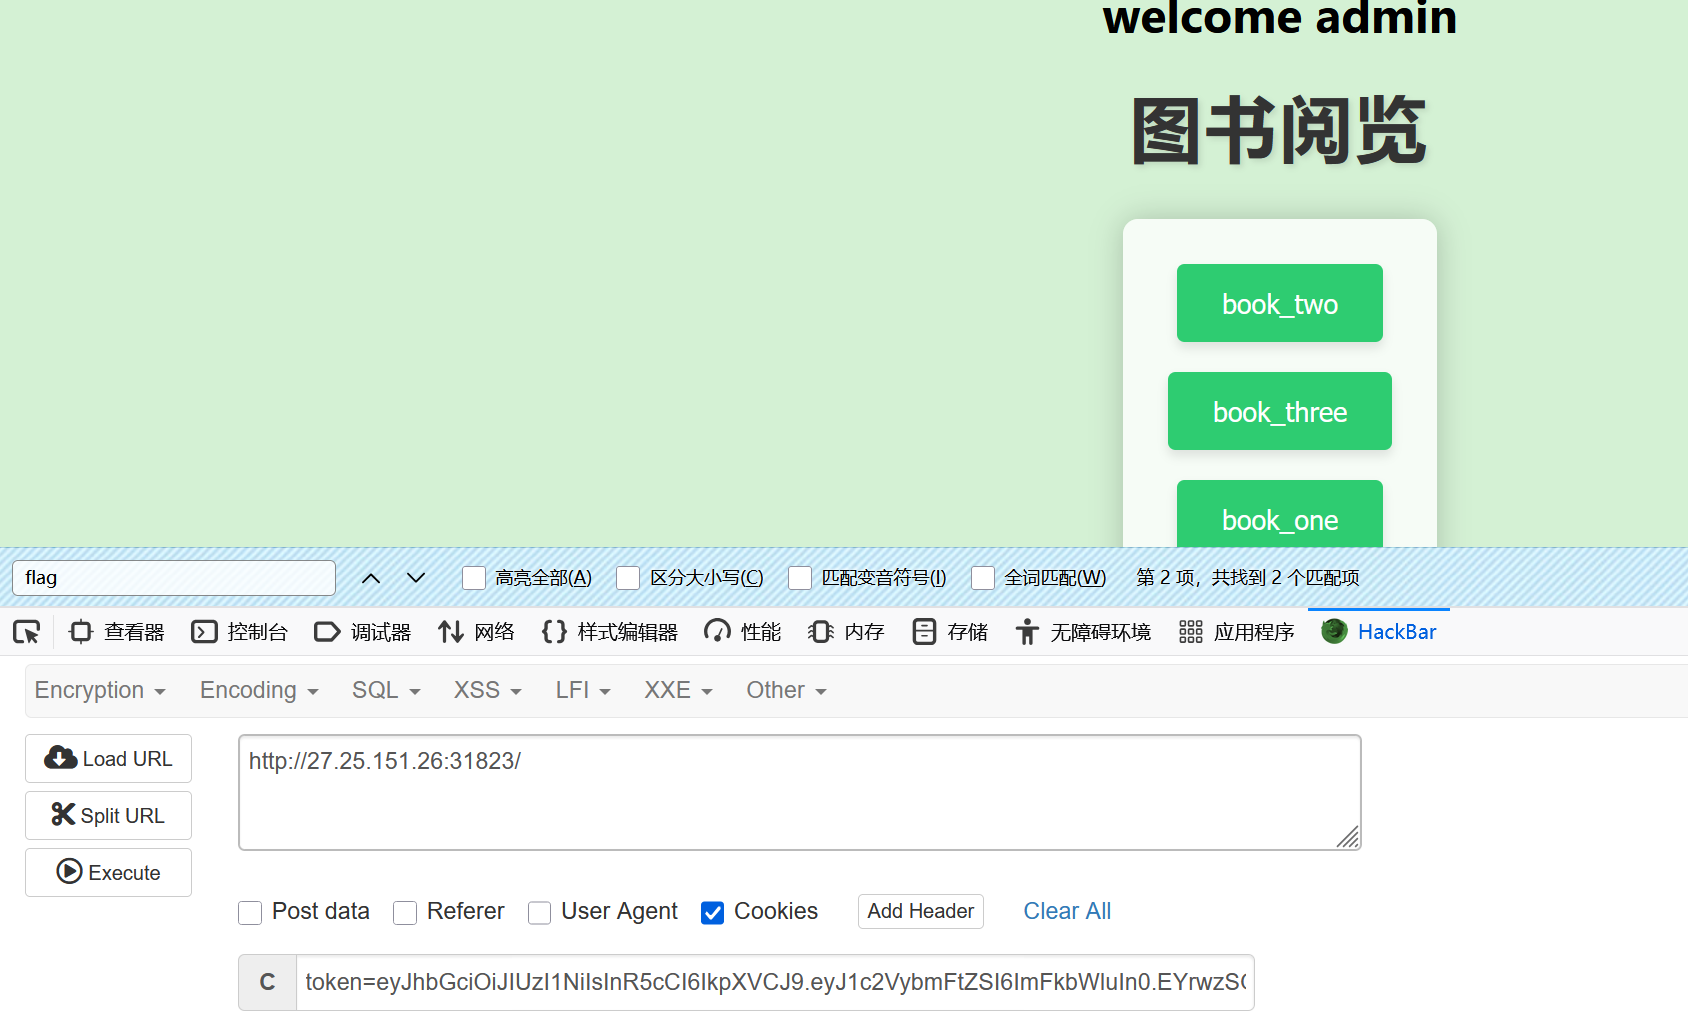 welcome admin
图书阅览
book_two
book_three
book_one
flag 高亮全部(A) 区分大小写(C) 匹配变音符号(I) 全词匹配(W) 第 2 项，共找到 2 个匹配项
查看器 控制台 调试器 网络 样式编辑器 性能 内存 存储 无障碍环境 应用程序 HackBar
Encryption Encoding SQL XSS LFI XXE Other
Load URL
http://27.25.151.26:31823/
Split URL
Execute
Post data Referer User Agent Cookies Add Header Clear All
C token=eyJhbGciOiJIUzI1NiIsInR5cCI6IkpXVCJ9.eyJ1c2VybmFtZSI6ImFkbWluIn0.EYrwzS